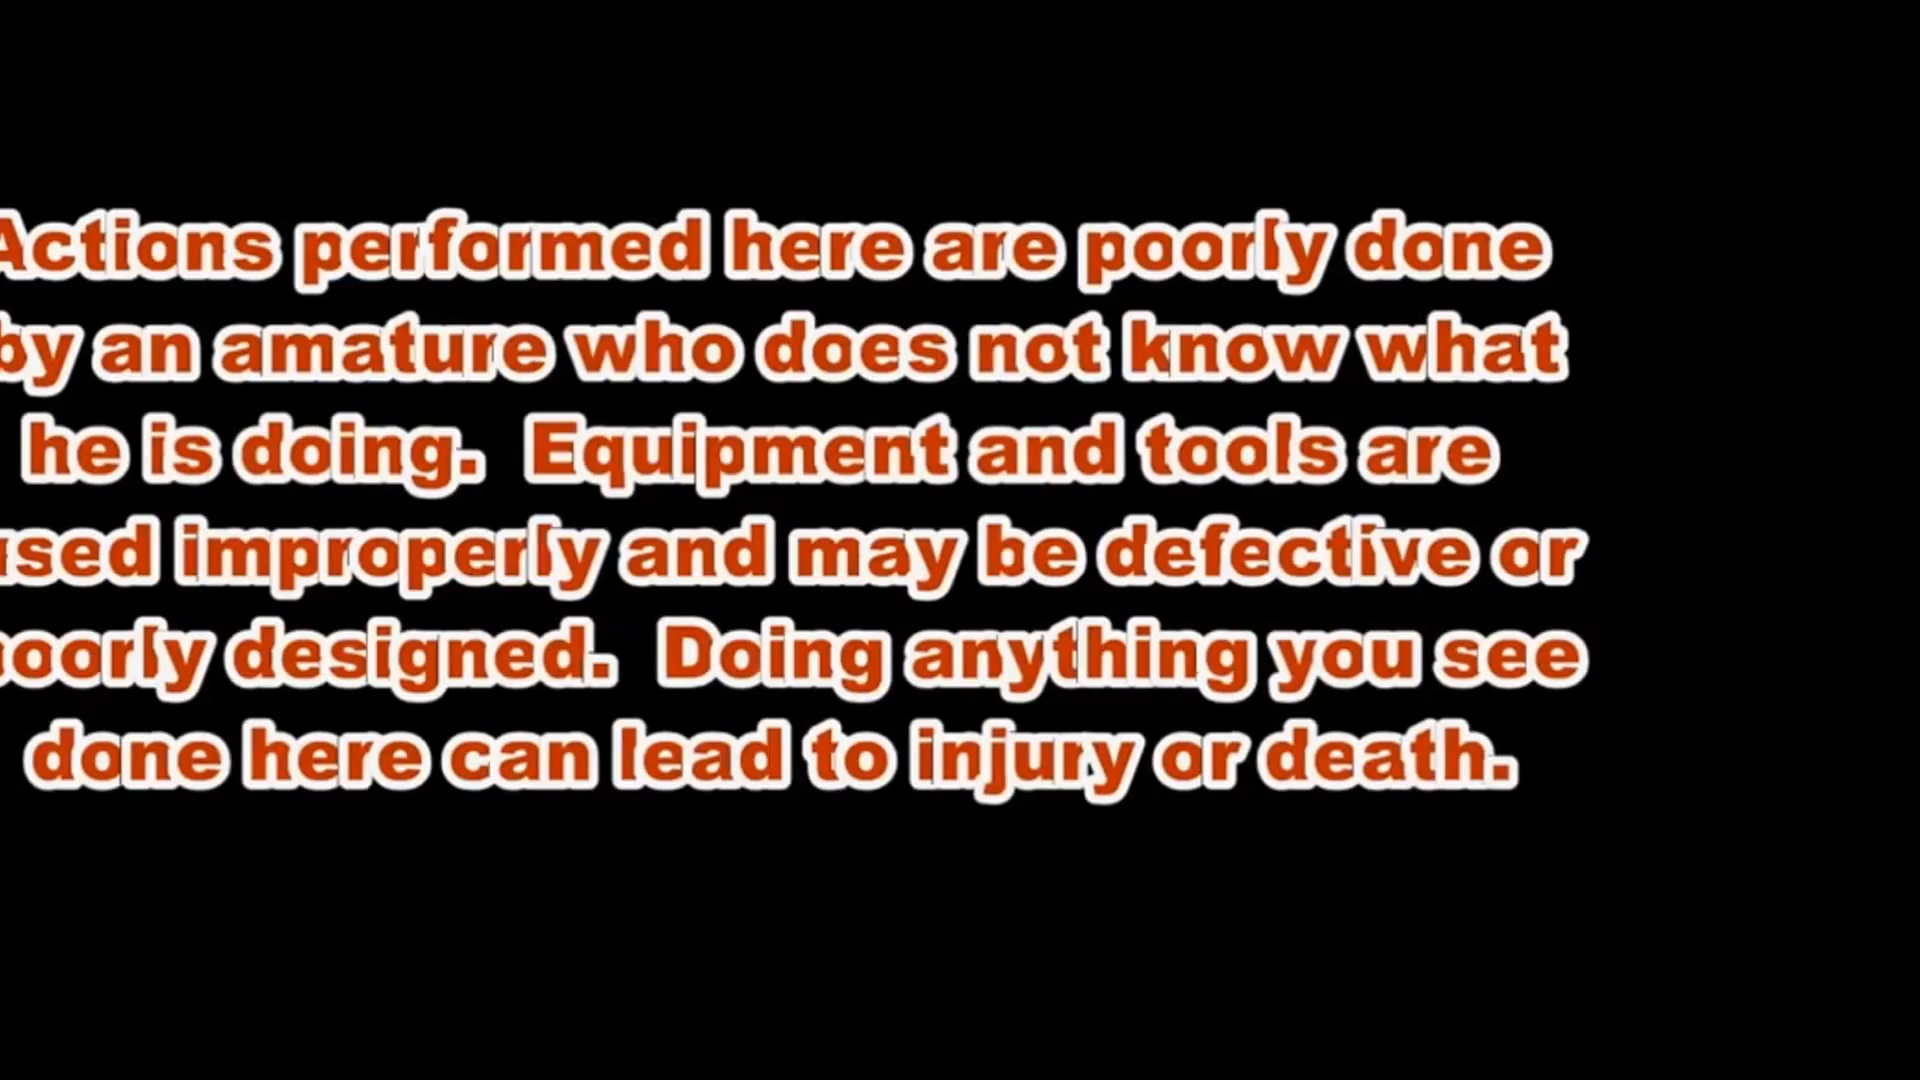 Actions performed here are poorly done
by an amature who does not know what
he is doing.  Equipment and tools are
used improperly and may be defective or
poorly designed.  Doing anything you see
done here can lead to injury or death.